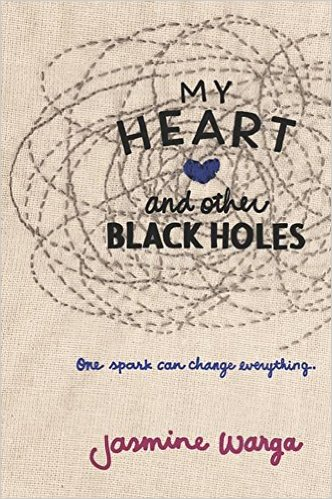 MY
HEART
and other
BLACK HOLES
One spark can change everything..
Jasmine Warga